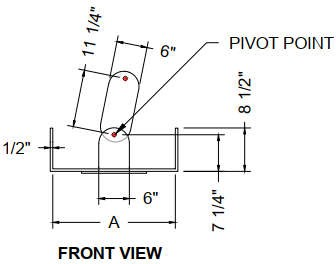 11 1/4"
6"
PIVOT POINT
8 1/2"
1/2"
7 1/4"
6"
A
FRONT VIEW